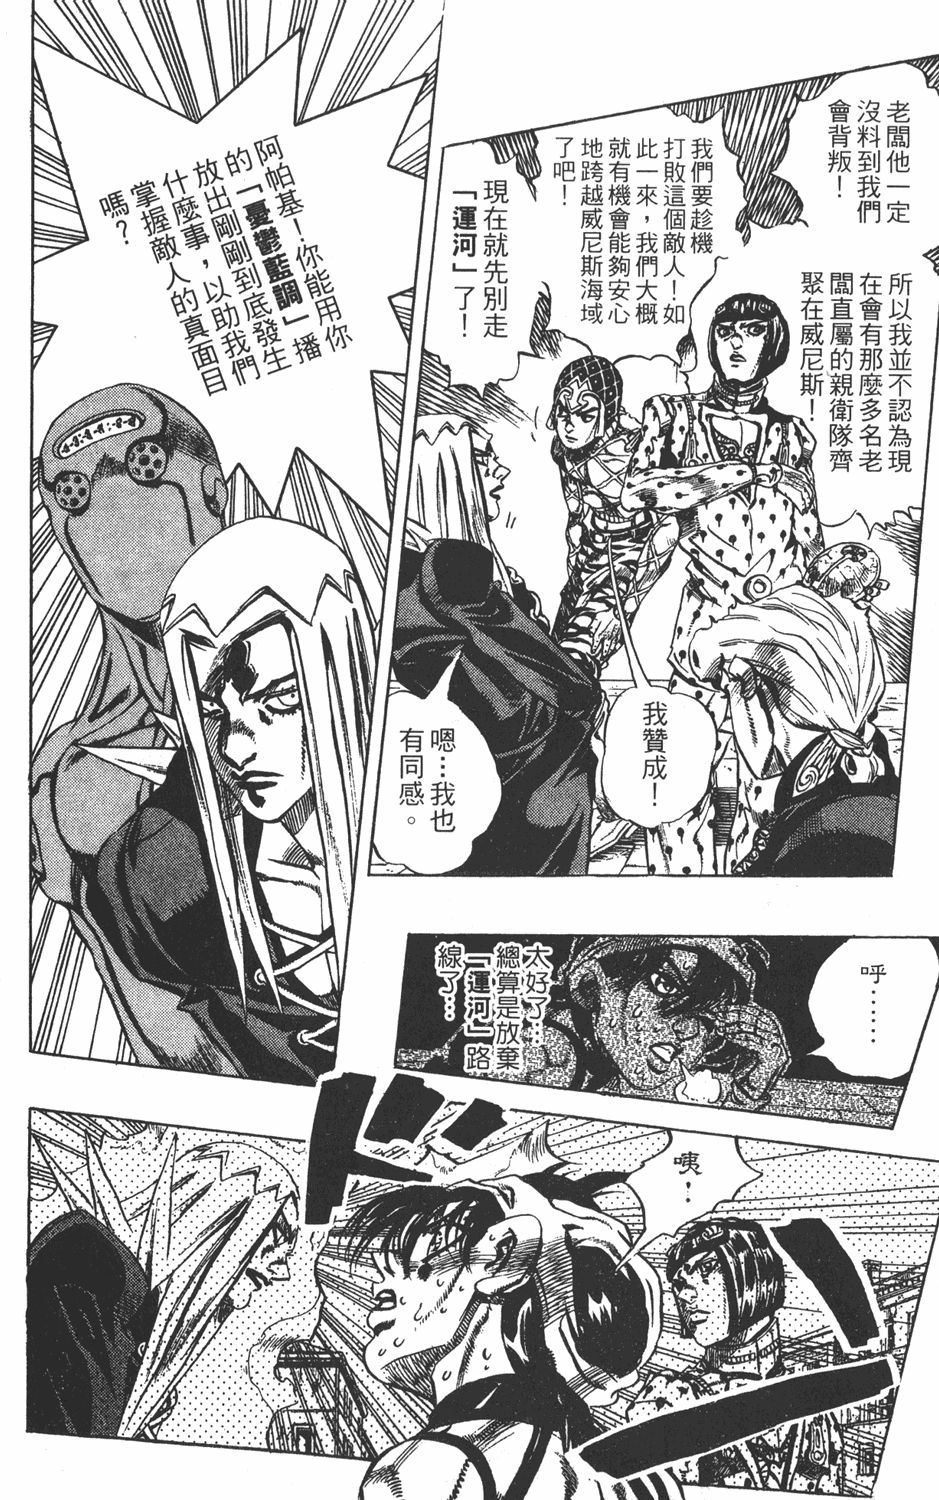 老闆他一定
沒料到我們
會背叛！
所以我並不認為現
在會有那麼多名老
闆直屬的親衛隊齊
聚在威尼斯！
我們要趁機
打敗這個敵人！如
此一來，我們大概
就有機會能夠安心
地跨越威尼斯海域
了吧！
現在就先別走
「運河」了！
我贊成！
嗯…我也
有同感。
阿帕基！你能用你
的「憂鬱藍調」播
放出剛剛到底發生
什麼事，以助我們
掌握敵人的真面目
嗎？
呼……
太好了…
總算是放棄
「運河」路
線了…
咦，